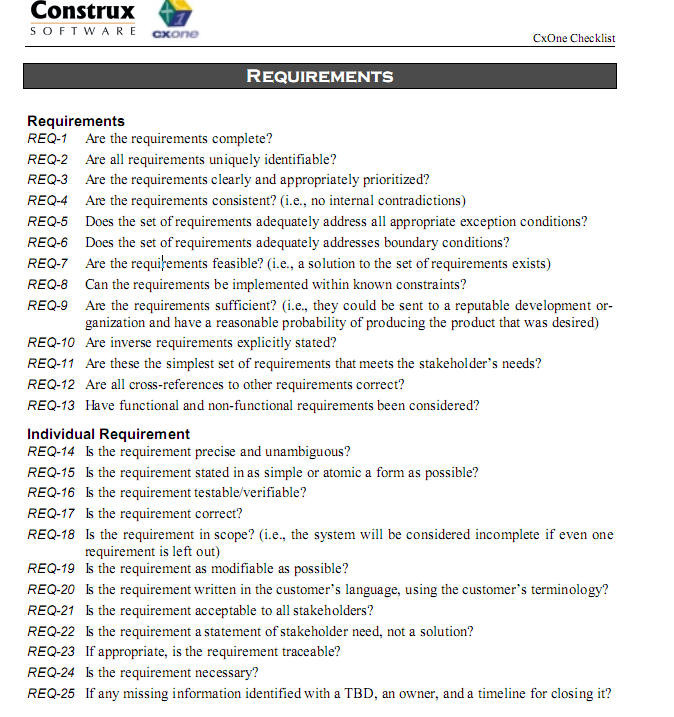 Construx
SOFTWARE
cxone
CxOne Checklist
REQUIREMENTS
Requirements
REQ-1 Are the requirements complete?
REQ-2 Are all requirements uniquely identifiable?
REQ-3 Are the requirements clearly and appropriately prioritized?
REQ-4 Are the requirements consistent? (i.e., no internal contradictions)
REQ-5 Does the set of requirements adequately address all appropriate exception conditions?
REQ-6 Does the set of requirements adequately addresses boundary conditions?
REQ-7 Are the requirements feasible? (i.e., a solution to the set of requirements exists)
REQ-8 Can the requirements be implemented within known constraints?
REQ-9 Are the requirements sufficient? (i.e., they could be sent to a reputable development or-
ganization and have a reasonable probability of producing the product that was desired)
REQ-10 Are inverse requirements explicitly stated?
REQ-11 Are these the simplest set of requirements that meets the stakeholder's needs?
REQ-12 Are all cross-references to other requirements correct?
REQ-13 Have functional and non-functional requirements been considered?
Individual Requirement
REQ-14 Is the requirement precise and unambiguous?
REQ-15 Is the requirement stated in as simple or atomic a form as possible?
REQ-16 Is the requirement testable/verifiable?
REQ-17 Is the requirement correct?
REQ-18 Is the requirement in scope? (i.e., the system will be considered incomplete if even one
requirement is left out)
REQ-19 Is the requirement as modifiable as possible?
REQ-20 Is the requirement written in the customer's language, using the customer's terminology?
REQ-21 Is the requirement acceptable to all stakeholders?
REQ-22 Is the requirement a statement of stakeholder need, not a solution?
REQ-23 If appropriate, is the requirement traceable?
REQ-24 Is the requirement necessary?
REQ-25 If any missing information identified with a TBD, an owner, and a timeline for closing it?